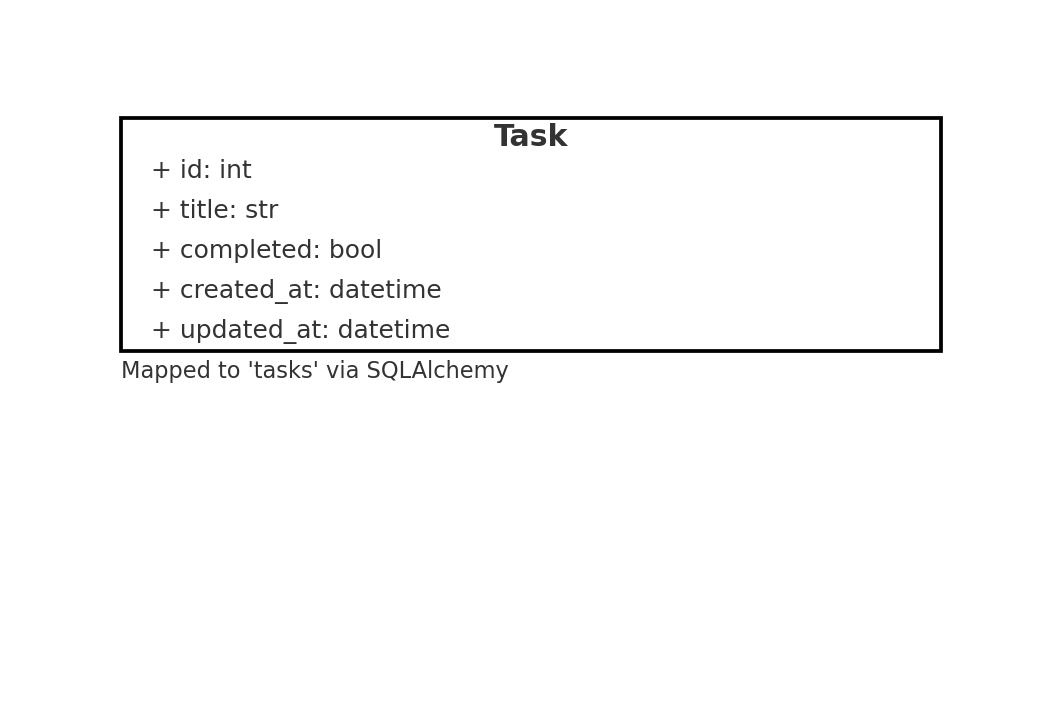 Task
+ id: int
+ title: str
+ completed: bool
+ created_at: datetime
+ updated_at: datetime
Mapped to 'tasks' via SQLAlchemy